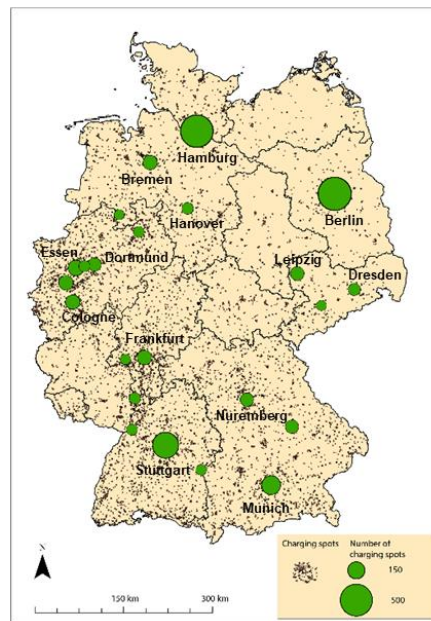 Hamburg
Bremen
Berlin
Hanover
Essen
Dortmund
Leipzig
Dresden
Cologne
Frankfurt
Nuremberg
Stuttgart
Munich
N
150 km
300 km
Charging spots
Number of
charging spots
150
500